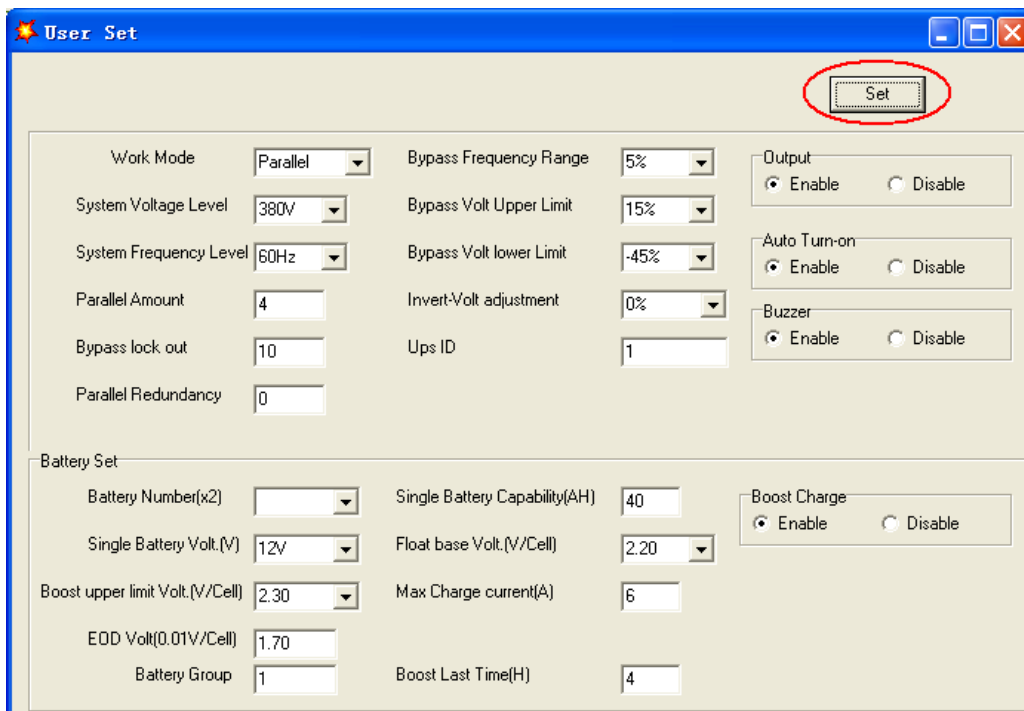 User Set
Set
Work Mode Parallel Bypass Frequency Range 5% Output
Enable Disable
System Voltage Level 380V Bypass Volt Upper Limit 15%
System Frequency Level 60Hz Bypass Volt lower Limit -45% Auto Turn-on
Enable Disable
Parallel Amount 4 Invert-Volt adjustment 0% Buzzer
Enable Disable
Bypass lock out 10 Ups ID 1
Parallel Redundancy 0
Battery Set
Battery Number(x2) Single Battery Capability(AH) 40 Boost Charge
Enable Disable
Single Battery Volt.(V) 12V Float base Volt.(V/Cell) 2.20
Boost upper limit Volt.(V/Cell) 2.30 Max Charge current(A) 6
EOD Volt(0.01V/Cell) 1.70
Battery Group 1 Boost Last Time(H) 4